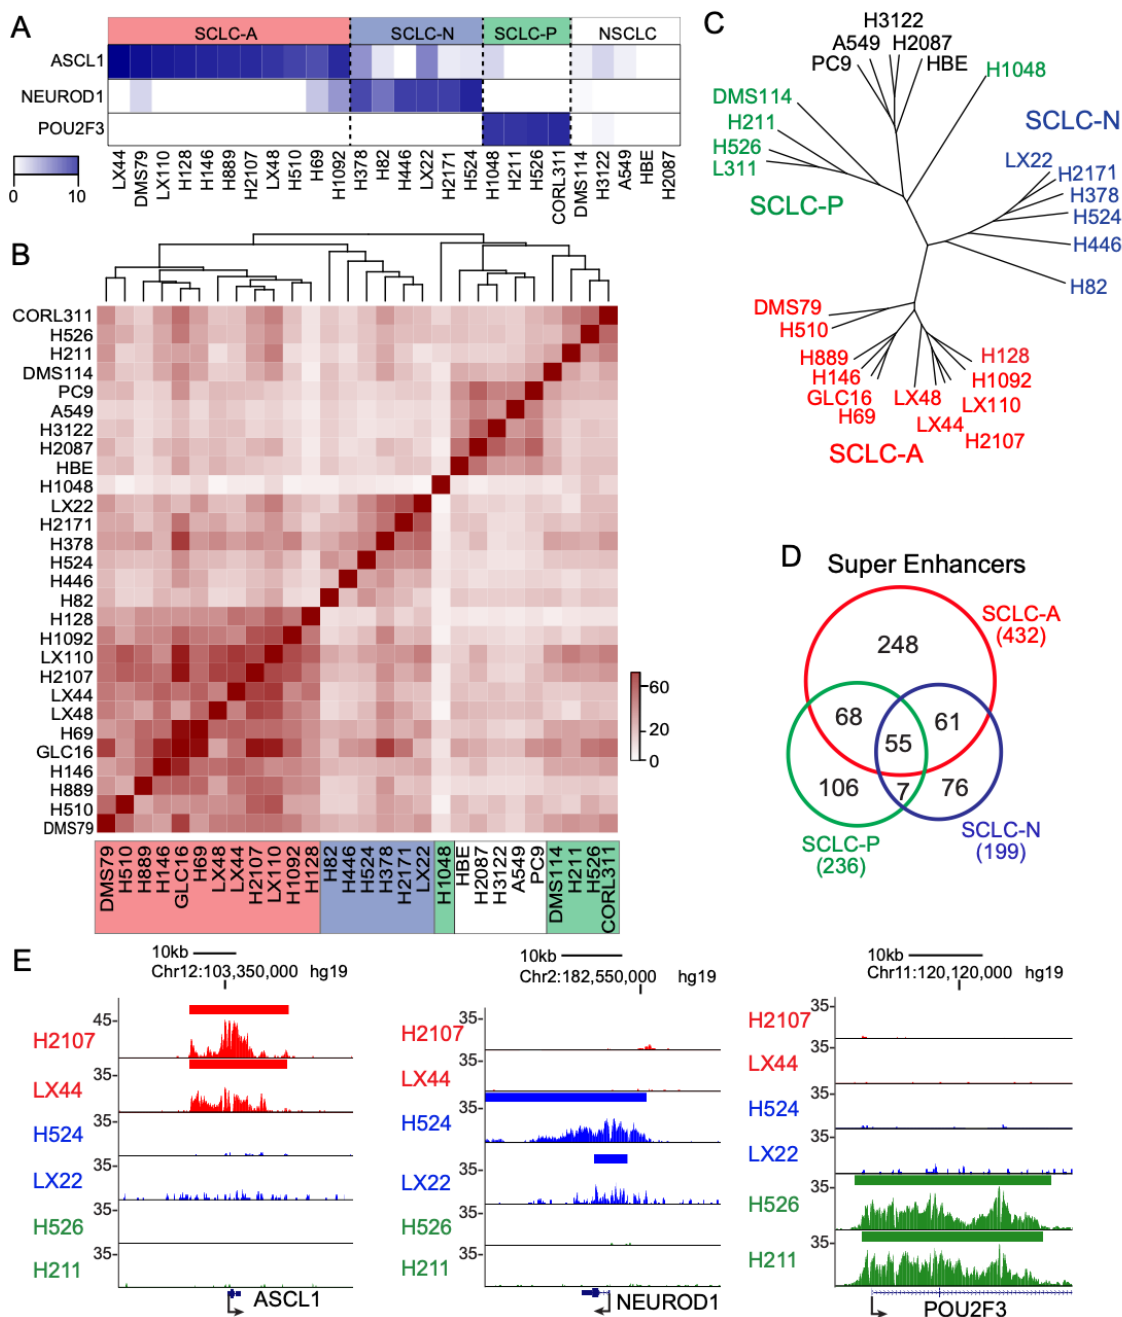 A
SCLC-A
SCLC-N
SCLC-P
NSCLC
ASCL1
NEUROD1
POU2F3
0
10
LX44
DMS79
LX110
H128
H146
H889
H2107
LX48
H510
H69
H1092
H378
H82
H446
LX22
H2171
H524
H1048
H211
H526
CORL311
DMS114
H3122
A549
HBE
H2087
B
CORL311
H526
H211
DMS114
PC9
A549
H3122
H2087
HBE
H1048
LX22
H2171
H378
H524
H446
H82
H128
H1092
LX110
H2107
LX44
LX48
H69
GLC16
H146
H889
H510
DMS79
60
20
0
DMS79
H510
H889
H146
GLC16
H69
LX48
LX44
H2107
LX110
H1092
H128
H82
H446
H524
H378
H2171
LX22
H1048
HBE
H2087
H3122
A549
PC9
DMS114
H211
H526
CORL311
C
H3122
A549
H2087
PC9
HBE
H1048
DMS114
H211
H526
L311
SCLC-P
SCLC-N
LX22
H2171
H378
H524
H446
H82
DMS79
H510
H889
H146
GLC16
H69
LX48
LX44
H128
H1092
LX110
H2107
SCLC-A
D
Super Enhancers
SCLC-A
(432)
248
68
61
55
106
7
76
SCLC-P
(236)
SCLC-N
(199)
E
10kb
Chr12:103,350,000 hg19
H2107
45-
LX44
35-
H524
35-
LX22
35-
H526
35-
H211
35-
ASCL1
10kb
Chr2:182,550,000 hg19
H2107
35-
LX44
35-
H524
35-
LX22
35-
H526
35-
H211
35-
NEUROD1
10kb
Chr11:120,120,000 hg19
H2107
35-
LX44
35-
H524
35-
LX22
35-
H526
35-
H211
35-
POU2F3